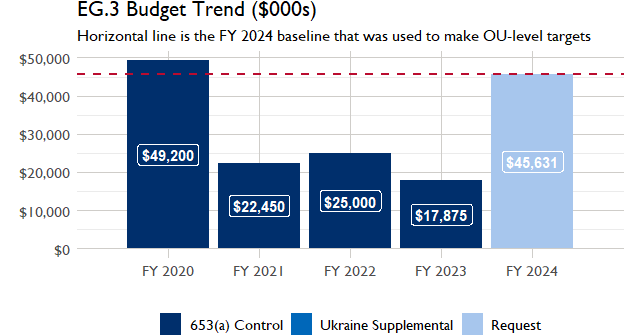 EG.3 Budget Trend ($000s)
Horizontal line is the FY 2024 baseline that was used to make OU-level targets
$50,000
$40,000
$30,000
$20,000
$10,000
$0
$49,200
$22,450
$25,000
$17,875
$45,631
FY 2020 FY 2021 FY 2022 FY 2023 FY 2024
653(a) Control Ukraine Supplemental Request